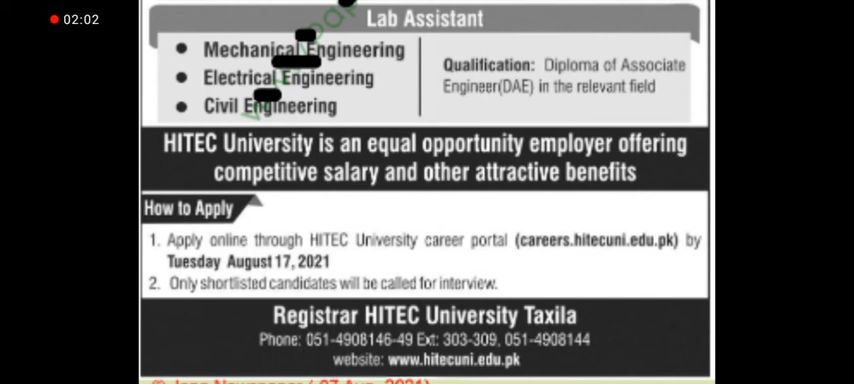 02:02
Lab Assistant
• Mechanical Engineering
• Electrical Engineering
• Civil Engineering
Qualification: Diploma of Associate
Engineer(DAE) in the relevant field
HITEC University is an equal opportunity employer offering
competitive salary and other attractive benefits
How to Apply
1. Apply online through HITEC University career portal (careers.hitecuni.edu.pk) by
Tuesday August 17, 2021
2. Only shortlisted candidates will be called for interview.
Registrar HITEC University Taxila
Phone: 051-4908146-49 Ext: 303-309, 051-4908144
website: www.hitecuni.edu.pk